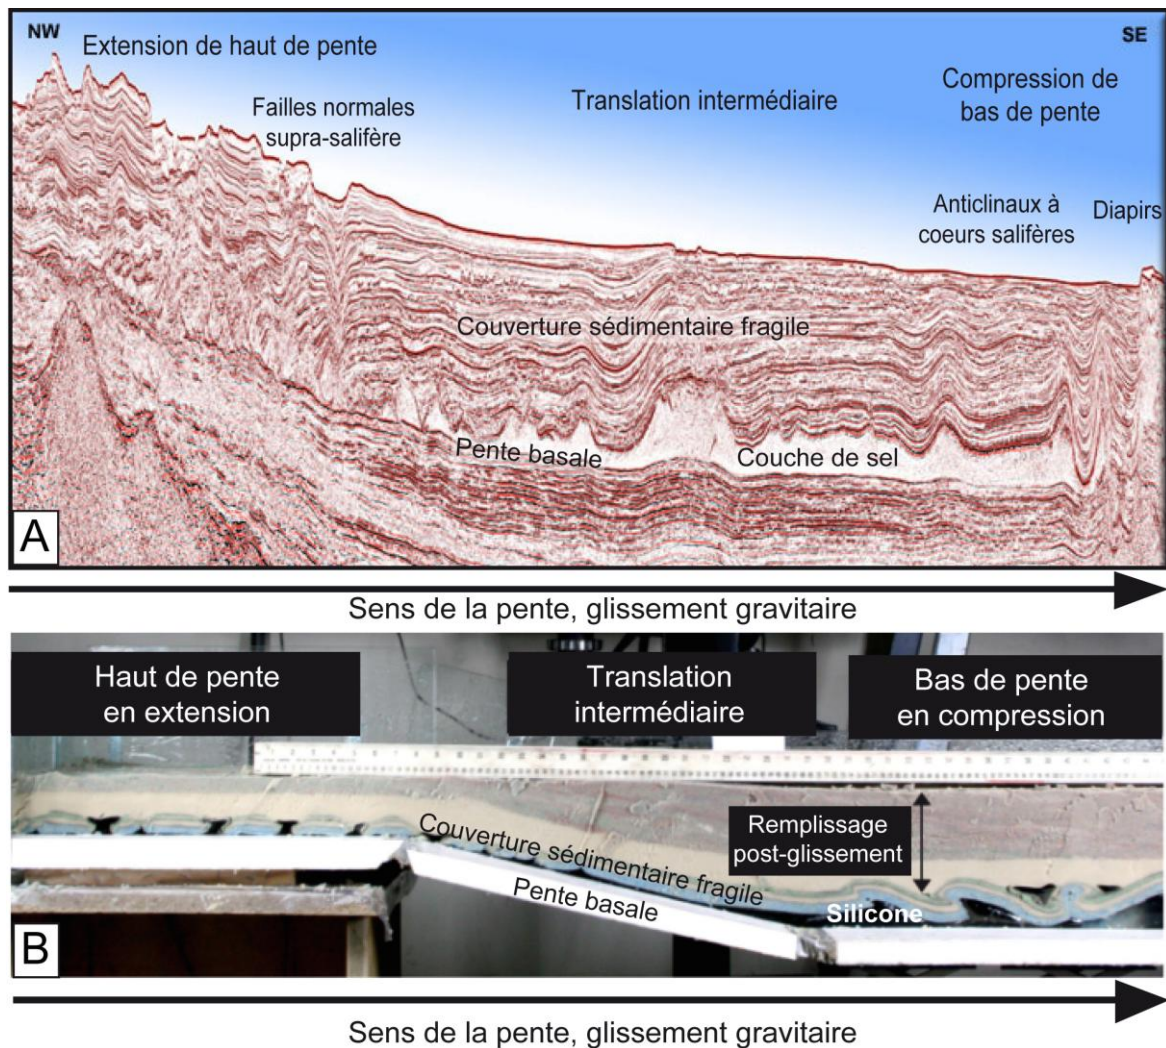 NW
SE
Extension de haut de pente
Failles normales
supra-salifère
Translation intermédiaire
Compression de
bas de pente
Anticlinaux à
coeurs salifères
Diapirs
Couverture sédimentaire fragile
Pente basale
Couche de sel
A
Sens de la pente, glissement gravitaire
Haut de pente
en extension
Translation
intermédiaire
Bas de pente
en compression
Couverture sédimentaire fragile
Remplissage
post-glissement
Pente basale
Silicone
B
Sens de la pente, glissement gravitaire